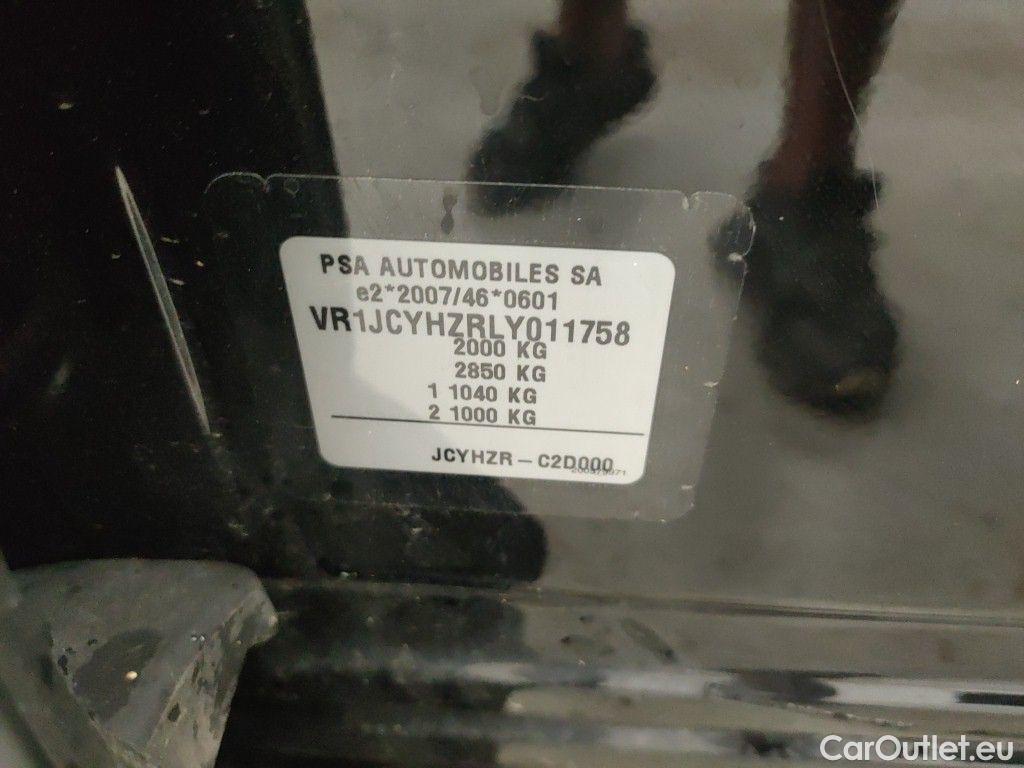 PSA AUTOMOBILES SA
e2*2007/46*0601
VR1JCYHZRLY011758
2000 KG
2850 KG
1 1040 KG
2 1000 KG
JCYHZR – C2D000
CarOutlet.eu